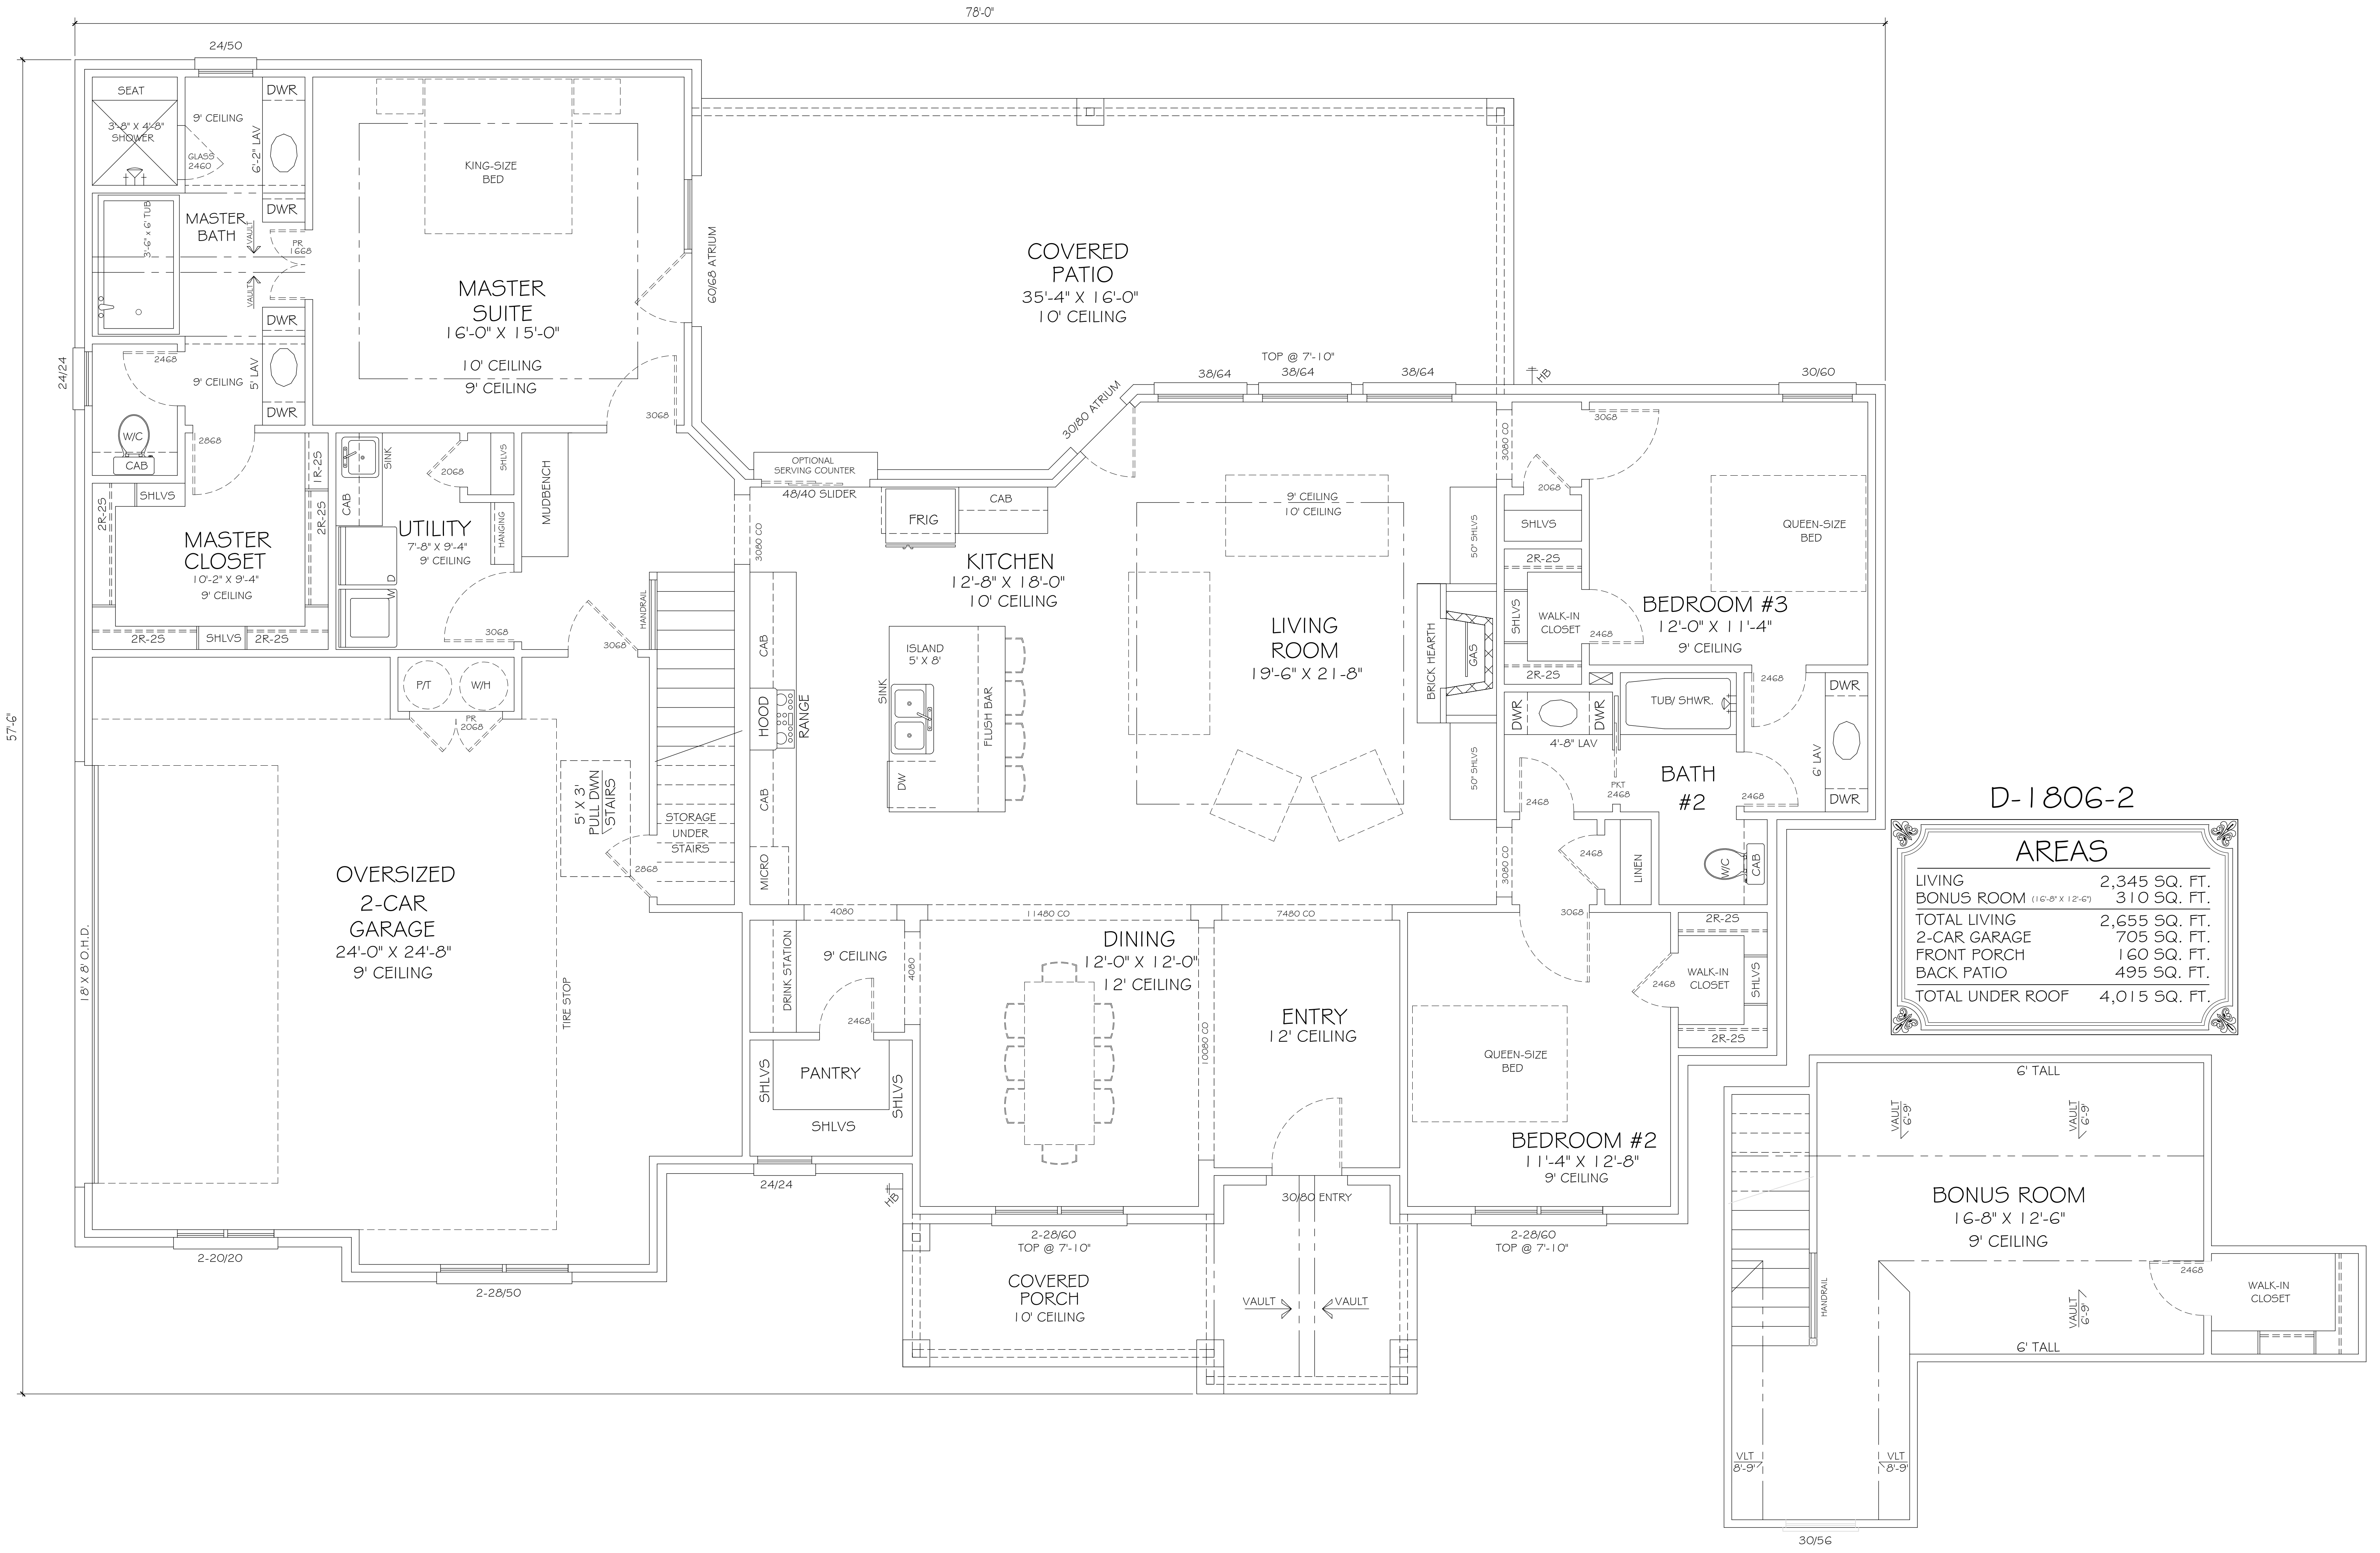 78'-0"
57'-6"
24/50
SEAT
3'-8" X 4'-8"
SHOWER
9' CEILING
GLASS
2460
DWR
6'-2" LAV
DWR
3'-6" x 6' TUB
MASTER
BATH
VAULT
VAULT
PR
1668
DWR
5' LAV
DWR
24/24
2468
9' CEILING
W/C
CAB
2868
KING-SIZE
BED
MASTER
SUITE
16'-0" X 15'-0"
10' CEILING
9' CEILING
3068
60/68 ATRIUM
COVERED
PATIO
35'-4" X 16'-0"
10' CEILING
TOP @ 7'-10"
38/64
38/64
38/64
HB
30/60
30/80 ATRIUM
OPTIONAL
SERVING COUNTER
48/40 SLIDER
SHLVS
2R-2S
1R-2S
2R-2S
MASTER
CLOSET
10'-2" X 9'-4"
9' CEILING
2R-2S
SHLVS
2R-2S
SINK
CAB
2068
SHLVS
HANGING
MUDBENCH
UTILITY
7'-8" X 9'-4"
9' CEILING
D
W
3068
3068
HANDRAIL
3080 CO
FRIG
CAB
KITCHEN
12'-8" X 18'-0"
10' CEILING
CAB
HOOD
RANGE
CAB
MICRO
ISLAND
5' X 8'
SINK
FLUSH BAR
DW
9' CEILING
10' CEILING
LIVING
ROOM
19'-6" X 21-8"
50" SHLVS
BRICK HEARTH
GAS
50" SHLVS
3080 CO
3068
2068
SHLVS
2R-2S
SHLVS
WALK-IN
CLOSET
2468
2R-2S
QUEEN-SIZE
BED
BEDROOM #3
12'-0" X 11'-4"
9' CEILING
DWR
DWR
4'-8" LAV
TUB/ SHWR.
2468
DWR
6' LAV
DWR
PKT
2468
BATH
#2
2468
2468
3080 CO
2468
LINEN
W/C
CAB
P/T
W/H
PR
2068
5' X 3'
PULL DWN
STAIRS
STORAGE
UNDER
STAIRS
2868
OVERSIZED
2-CAR
GARAGE
24'-0" X 24'-8"
9' CEILING
18' X 8' O.H.D.
TIRE STOP
2-20/20
2-28/50
4080
DRINK STATION
9' CEILING
4080
2468
PANTRY
SHLVS
SHLVS
SHLVS
24/24
HB
11480 CO
DINING
12'-0" X 12'-0"
12' CEILING
10080 CO
7480 CO
ENTRY
12' CEILING
30/80 ENTRY
3068
2R-2S
WALK-IN
CLOSET
SHLVS
2468
2R-2S
QUEEN-SIZE
BED
BEDROOM #2
11'-4" X 12'-8"
9' CEILING
2-28/60
TOP @ 7'-10"
2-28/60
TOP @ 7'-10"
COVERED
PORCH
10' CEILING
VAULT
VAULT
D-1806-2
AREAS
LIVING 2,345 SQ. FT.
BONUS ROOM (16'-8" X 12'-6") 310 SQ. FT.
TOTAL LIVING 2,655 SQ. FT.
2-CAR GARAGE 705 SQ. FT.
FRONT PORCH 160 SQ. FT.
BACK PATIO 495 SQ. FT.
TOTAL UNDER ROOF 4,015 SQ. FT.
6' TALL
VAULT
6'-9'
VAULT
6'-9'
BONUS ROOM
16-8" X 12'-6"
9' CEILING
HANDRAIL
2468
WALK-IN
CLOSET
VAULT
6'-9'
6' TALL
VLT
8'-9'
VLT
8'-9'
30/56